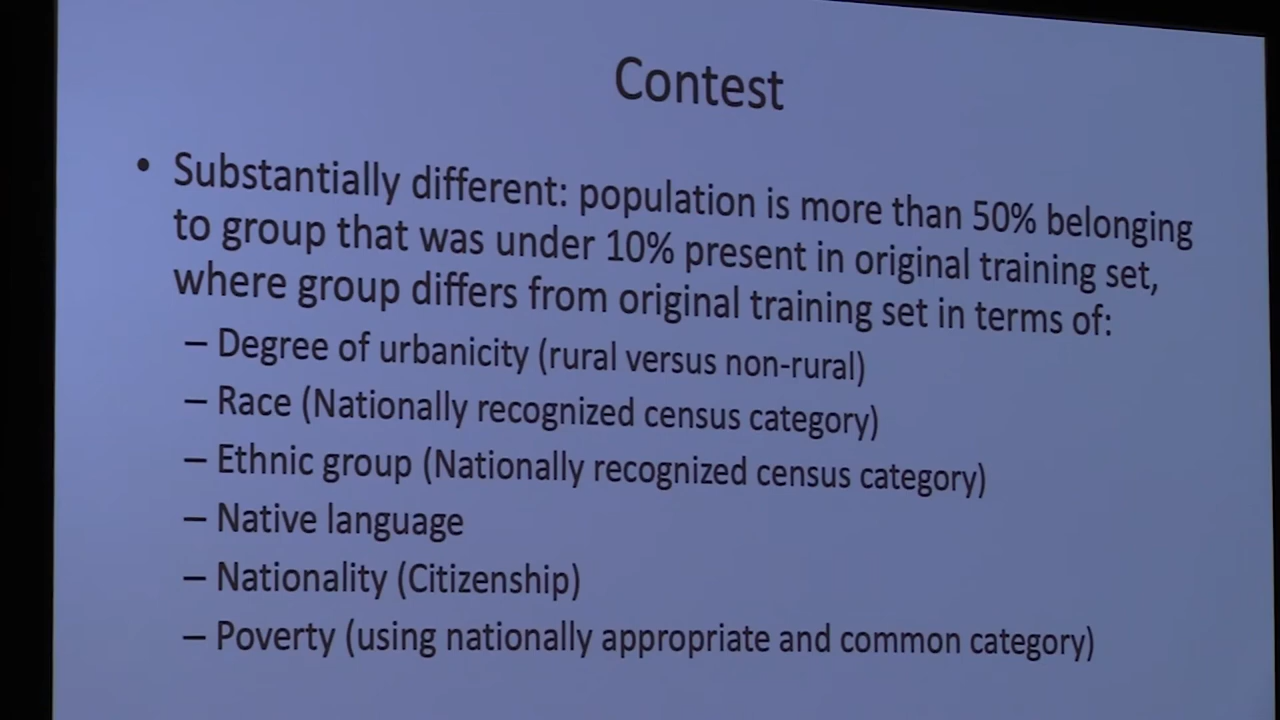 Contest
• Substantially different: population is more than 50% belonging
to group that was under 10% present in original training set,
where group differs from original training set in terms of:
– Degree of urbanicity (rural versus non-rural)
– Race (Nationally recognized census category)
– Ethnic group (Nationally recognized census category)
– Native language
– Nationality (Citizenship)
– Poverty (using nationally appropriate and common category)